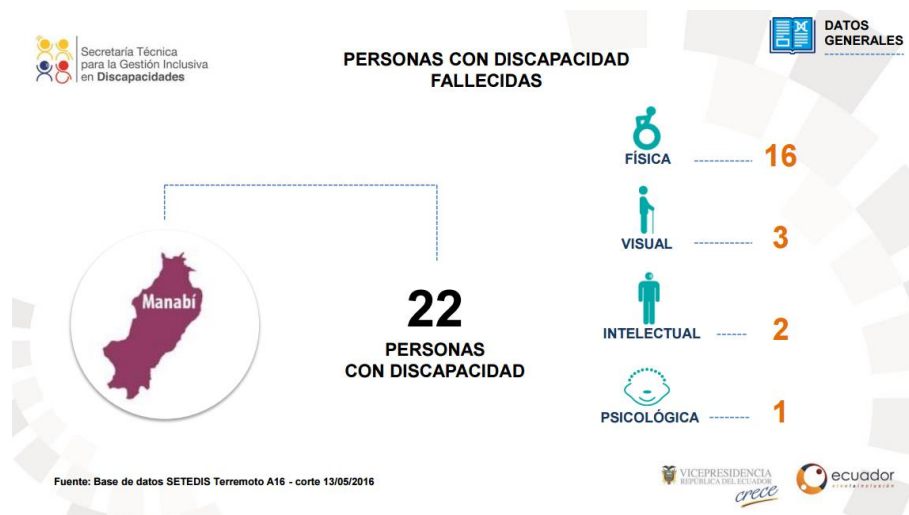 Secretaría Técnica
para la Gestión Inclusiva
en Discapacidades
PERSONAS CON DISCAPACIDAD
FALLECIDAS
DATOS
GENERALES
Manabí
22
PERSONAS
CON DISCAPACIDAD
FÍSICA 16
VISUAL 3
INTELECTUAL 2
PSICOLÓGICA 1
Fuente: Base de datos SETEDIS Terremoto A16 - corte 13/05/2016
VICEPRESIDENCIA
REPÚBLICA DEL ECUADOR
crece
ecuador